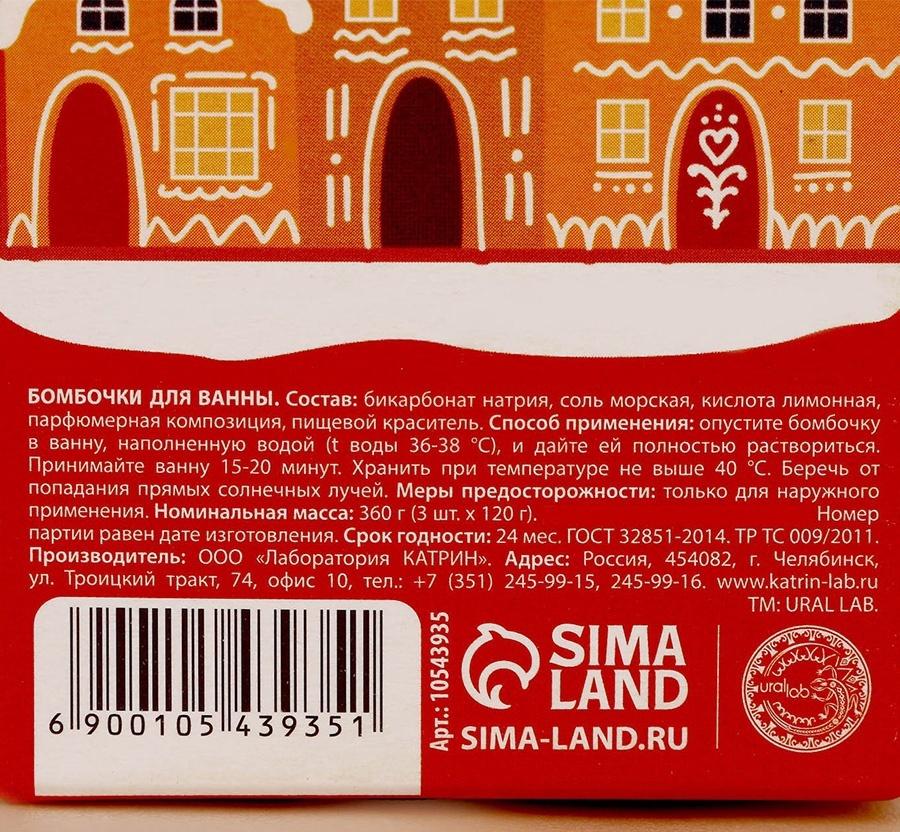 БОМБОЧКИ ДЛЯ ВАННЫ. Состав: бикарбонат натрия, соль морская, кислота лимонная,
парфюмерная композиция, пищевой краситель. Способ применения: опустите бомбочку
в ванну, наполненную водой (t воды 36-38 °C), и дайте ей полностью раствориться.
Принимайте ванну 15-20 минут. Хранить при температуре не выше 40 °C. Беречь от
попадания прямых солнечных лучей. Меры предосторожности: только для наружного
применения. Номинальная масса: 360 г (3 шт. х 120 г). Номер
партии равен дате изготовления. Срок годности: 24 мес. ГОСТ 32851-2014. ТР ТС 009/2011.
Производитель: ООО «Лаборатория КАТРИН». Адрес: Россия, 454082, г. Челябинск,
ул. Троицкий тракт, 74, офис 10, тел.: +7 (351) 245-99-15, 245-99-16. www.katrin-lab.ru
ТМ: URAL LAB.
6 900105 439351
Арт.: 10543935
SIMA
LAND
SIMA-LAND.RU
ural lab